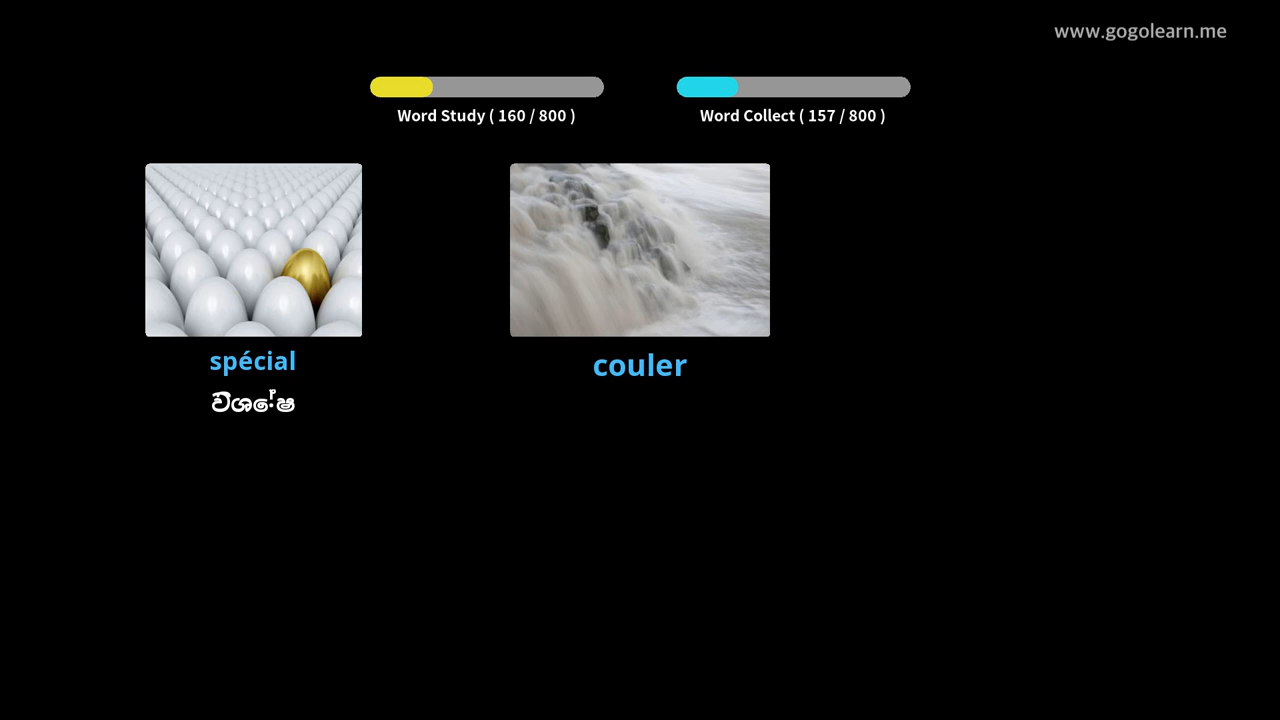 www.gogolearn.me
Word Study ( 160 / 800 )
Word Collect ( 157 / 800 )
spécial
couler
විශේෂ